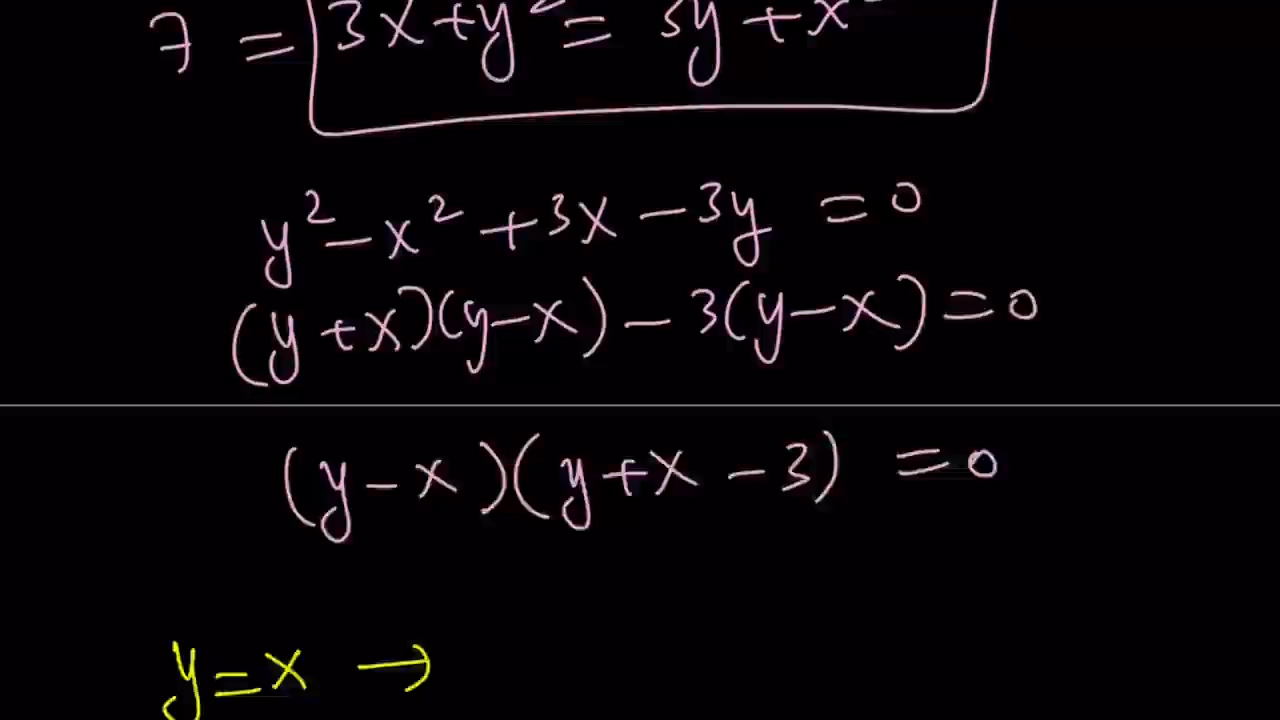 7 = 3x + y² = 3y + x²
y² - x² + 3x - 3y = 0
(y + x)(y - x) - 3(y - x) = 0
(y - x)(y + x - 3) = 0
y = x →